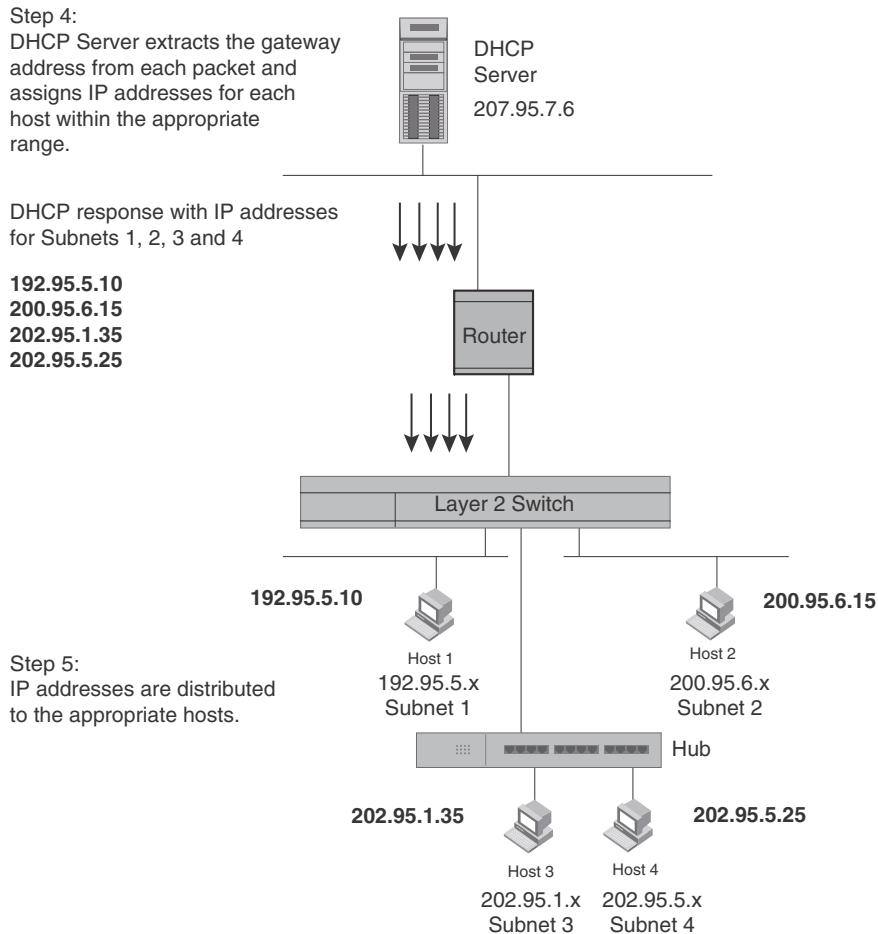 Step 4:
DHCP Server extracts the gateway
address from each packet and
assigns IP addresses for each
host within the appropriate
range.
DHCP
Server
207.95.7.6
DHCP response with IP addresses
for Subnets 1, 2, 3 and 4
192.95.5.10
200.95.6.15
202.95.1.35
202.95.5.25
Router
Layer 2 Switch
192.95.5.10
200.95.6.15
Host 1
192.95.5.x
Subnet 1
Host 2
200.95.6.x
Subnet 2
Step 5:
IP addresses are distributed
to the appropriate hosts.
Hub
202.95.1.35
202.95.5.25
Host 3
202.95.1.x
Subnet 3
Host 4
202.95.5.x
Subnet 4